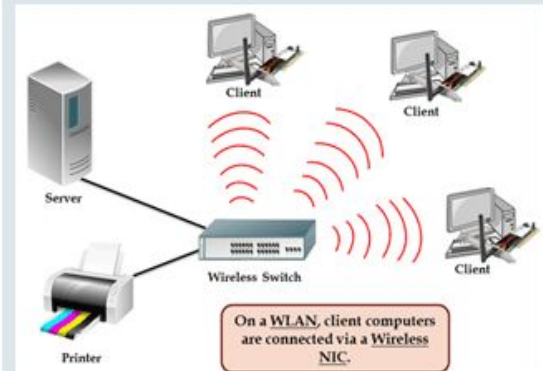 Client
Client
Server
Client
Wireless Switch
Printer
On a WLAN, client computers
are connected via a Wireless
NIC.